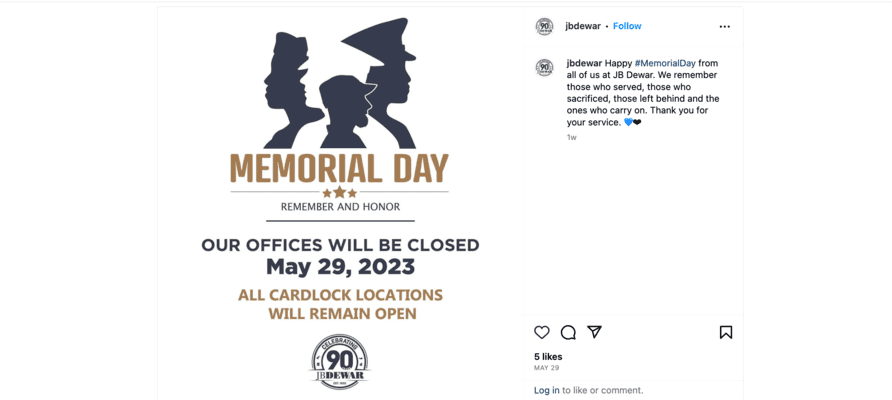 MEMORIAL DAY
REMEMBER AND HONOR
OUR OFFICES WILL BE CLOSED
May 29, 2023
ALL CARDLOCK LOCATIONS
WILL REMAIN OPEN
CELEBRATING
90
JBDEWAR
jbdewar • Follow
jbdewar Happy #MemorialDay from
all of us at JB Dewar. We remember
those who served, those who
sacrificed, those left behind and the
ones who carry on. Thank you for
your service. 💙🖤
1w
5 likes
MAY 29
Log in to like or comment.